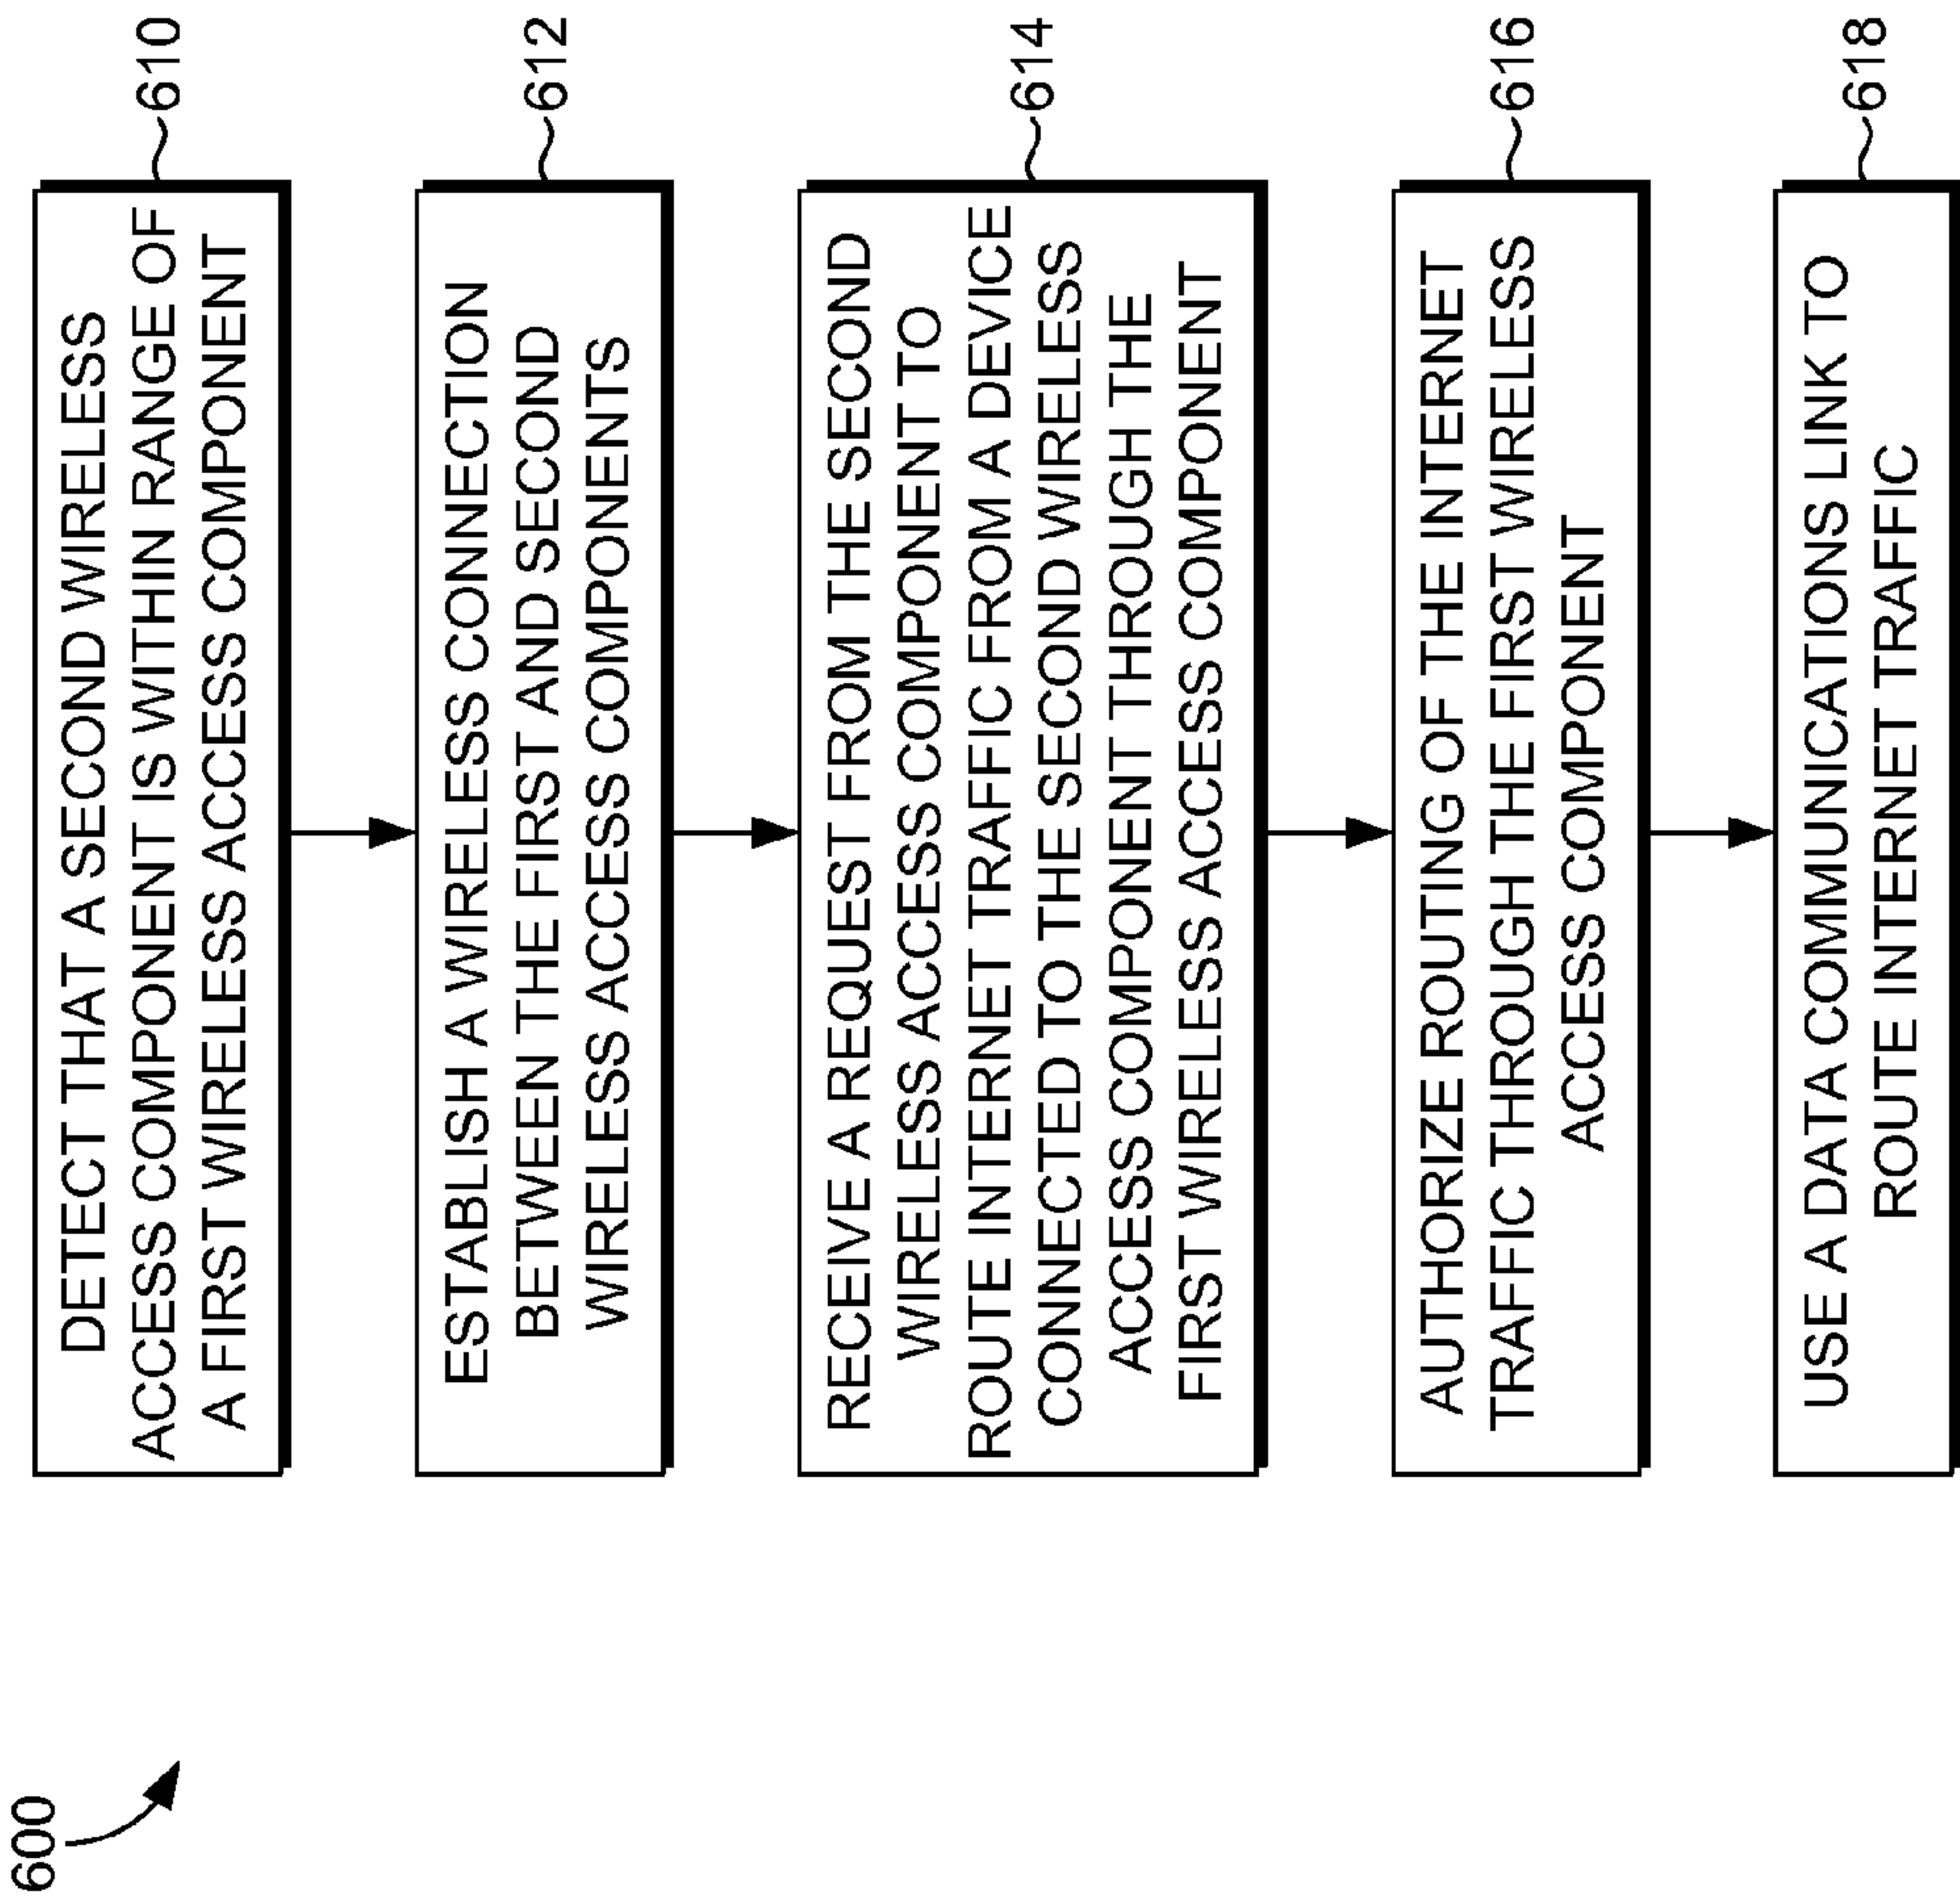 600
DETECT THAT A SECOND WIRELESS
ACCESS COMPONENT IS WITHIN RANGE OF
A FIRST WIRELESS ACCESS COMPONENT
610
ESTABLISH A WIRELESS CONNECTION
BETWEEN THE FIRST AND SECOND
WIRELESS ACCESS COMPONENTS
612
RECEIVE A REQUEST FROM THE SECOND
WIRELESS ACCESS COMPONENT TO
ROUTE INTERNET TRAFFIC FROM A DEVICE
CONNECTED TO THE SECOND WIRELESS
ACCESS COMPONENT THROUGH THE
FIRST WIRELESS ACCESS COMPONENT
614
AUTHORIZE ROUTING OF THE INTERNET
TRAFFIC THROUGH THE FIRST WIRELESS
ACCESS COMPONENT
616
USE A DATA COMMUNICATIONS LINK TO
ROUTE INTERNET TRAFFIC
618